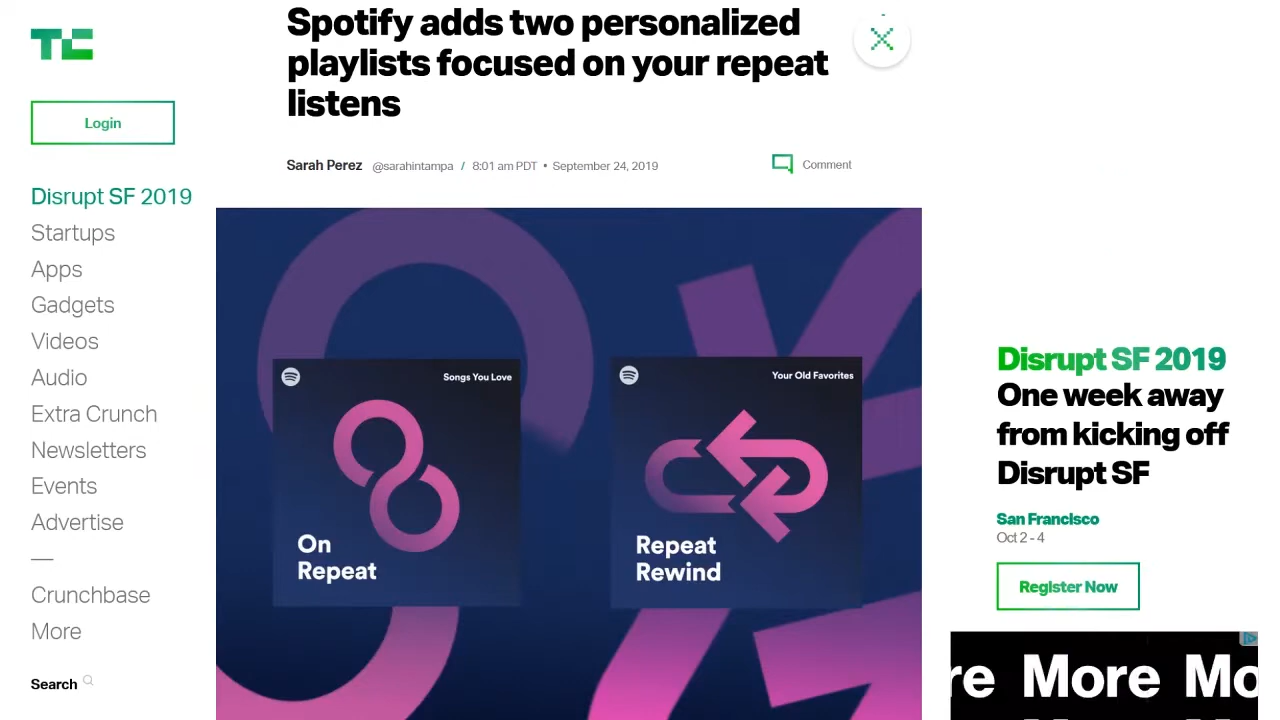 TC
Login
Disrupt SF 2019
Startups
Apps
Gadgets
Videos
Audio
Extra Crunch
Newsletters
Events
Advertise
—
Crunchbase
More
Search
Spotify adds two personalized
playlists focused on your repeat
listens
Sarah Perez @sarahintampa / 8:01 am PDT • September 24, 2019
Comment
Songs You Love
On
Repeat
Your Old Favorites
Repeat
Rewind
Disrupt SF 2019
One week away
from kicking off
Disrupt SF
San Francisco
Oct 2 - 4
Register Now
re More Mo